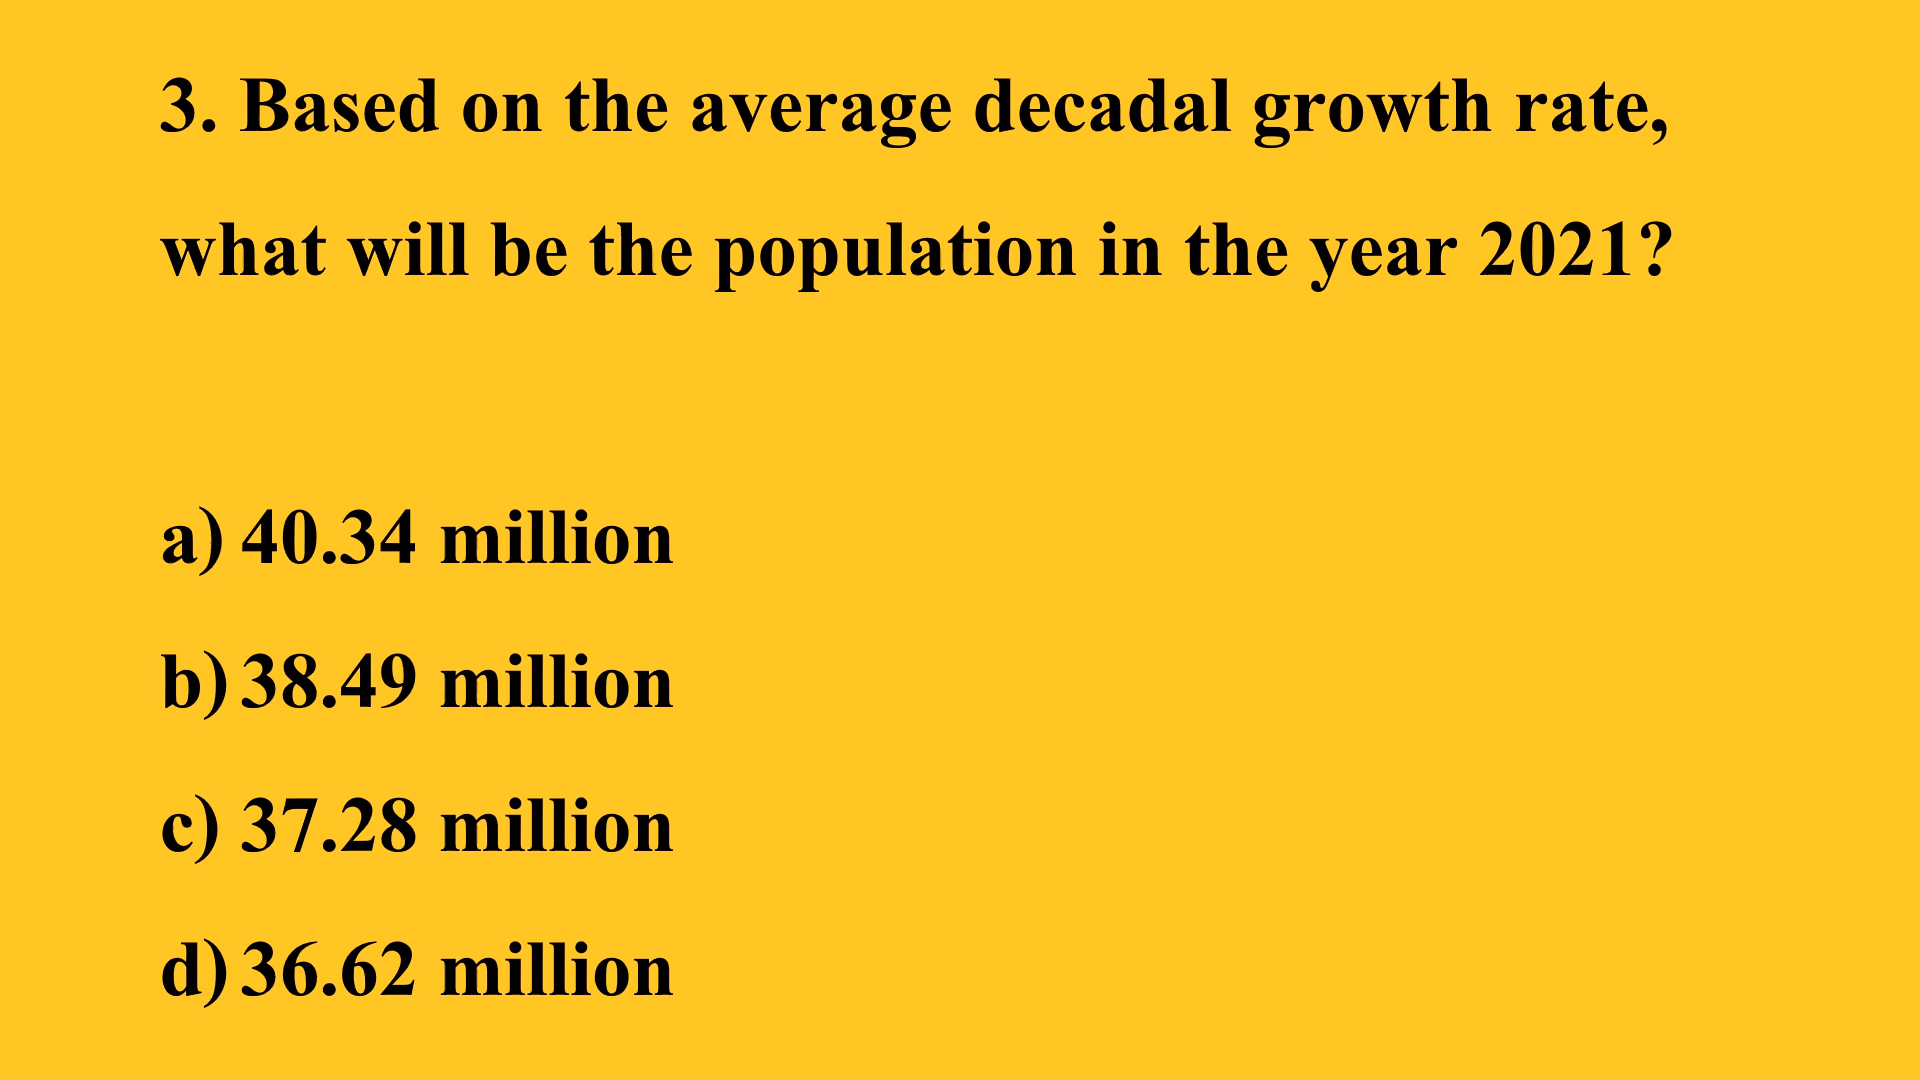 3. Based on the average decadal growth rate,
what will be the population in the year 2021?
a) 40.34 million
b) 38.49 million
c) 37.28 million
d) 36.62 million